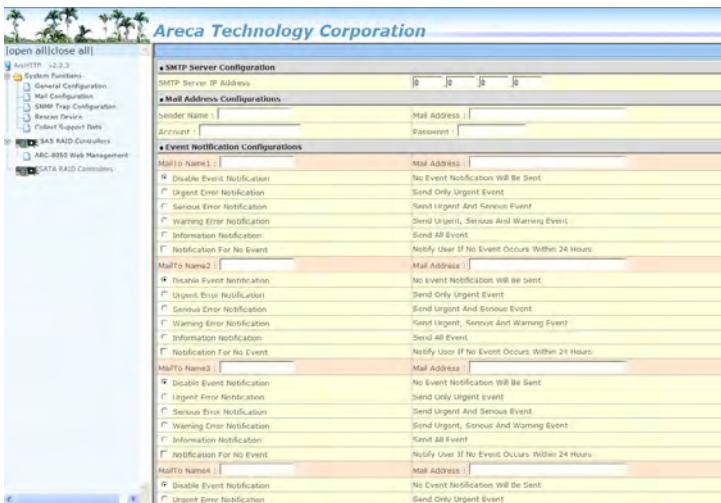 Areca Technology Corporation
|open all|close all|
ArcHTTP v2.2.3
System Functions
General Configuration
Mail Configuration
SNMP Trap Configuration
Rescan Device
Collect Support Data
SAS RAID Controllers
ARC-8050 Web Management
SATA RAID Controllers
SMTP Server Configuration
SMTP Server IP Address 0 .0 .0 .0
Mail Address Configurations
Sender Name : Mail Address :
Account : Password :
Event Notification Configurations
MailTo Name1 : Mail Address :
Disable Event Notification No Event Notification Will Be Sent
Urgent Error Notification Send Only Urgent Event
Serious Error Notification Send Urgent And Serious Event
Warning Error Notification Send Urgent, Serious And Warning Event
Information Notification Send All Event
Notification For No Event Notify User If No Event Occurs Within 24 Hours
MailTo Name2 : Mail Address :
Disable Event Notification No Event Notification Will Be Sent
Urgent Error Notification Send Only Urgent Event
Serious Error Notification Send Urgent And Serious Event
Warning Error Notification Send Urgent, Serious And Warning Event
Information Notification Send All Event
Notification For No Event Notify User If No Event Occurs Within 24 Hours
MailTo Name3 : Mail Address :
Disable Event Notification No Event Notification Will Be Sent
Urgent Error Notification Send Only Urgent Event
Serious Error Notification Send Urgent And Serious Event
Warning Error Notification Send Urgent, Serious And Warning Event
Information Notification Send All Event
Notification For No Event Notify User If No Event Occurs Within 24 Hours
MailTo Name4 : Mail Address :
Disable Event Notification No Event Notification Will Be Sent
Urgent Error Notification Send Only Urgent Event